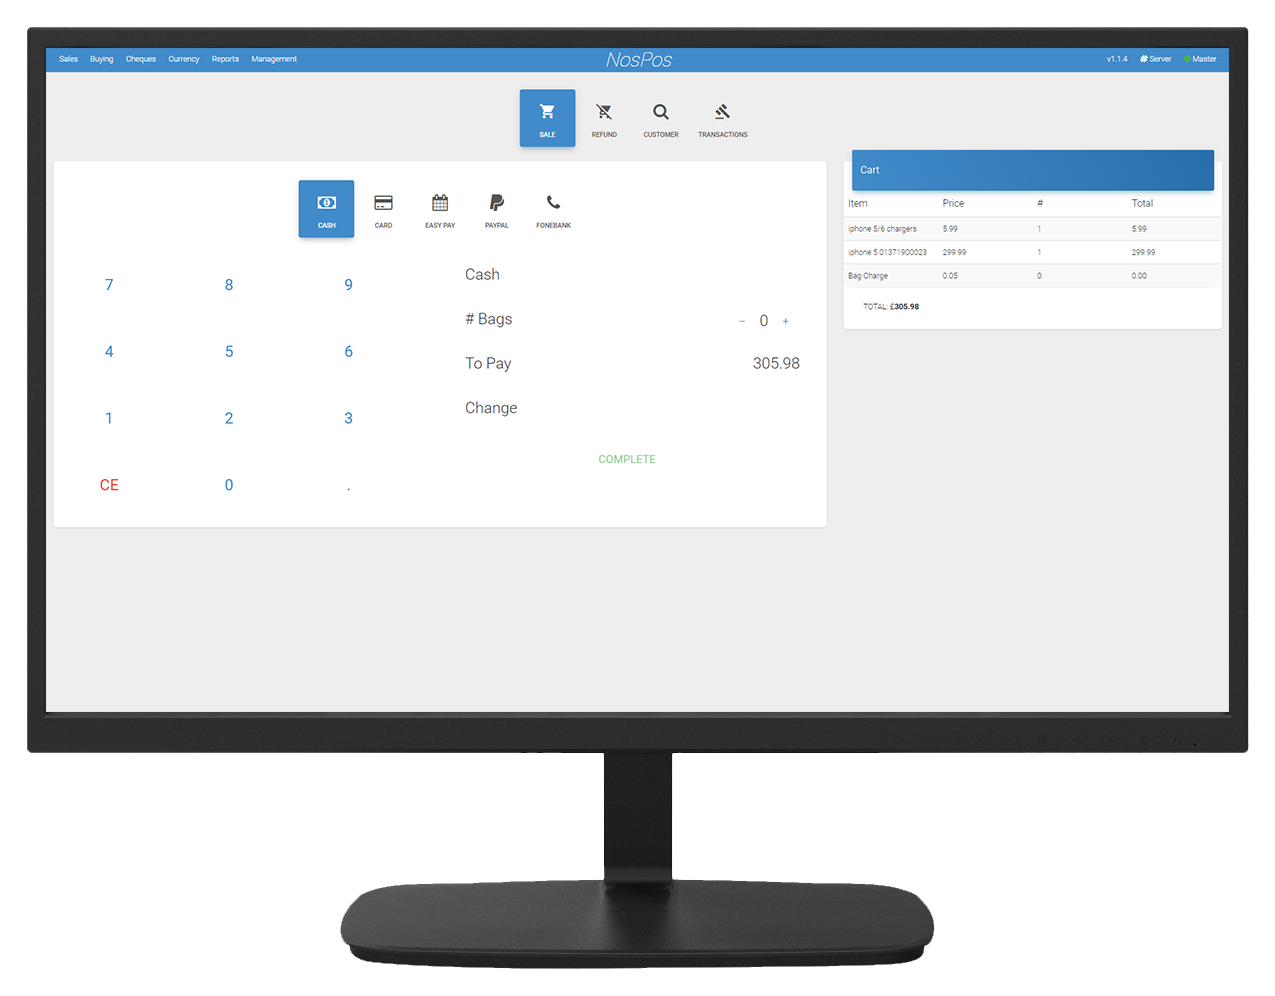 Sales Buying Cheques Currency Reports Management NosPos v1.1.4 # Server Master
SALE REFUND CUSTOMER TRANSACTIONS
CASH CARD EASY PAY PAYPAL FONEBANK
7 8 9
4 5 6
1 2 3
CE 0 .
Cash
# Bags − 0 +
To Pay 305.98
Change
COMPLETE
Cart
Item Price # Total
iphone 5/6 chargers 5.99 1 5.99
iphone 5 01371900023 299.99 1 299.99
Bag Charge 0.05 0 0.00
TOTAL: £305.98